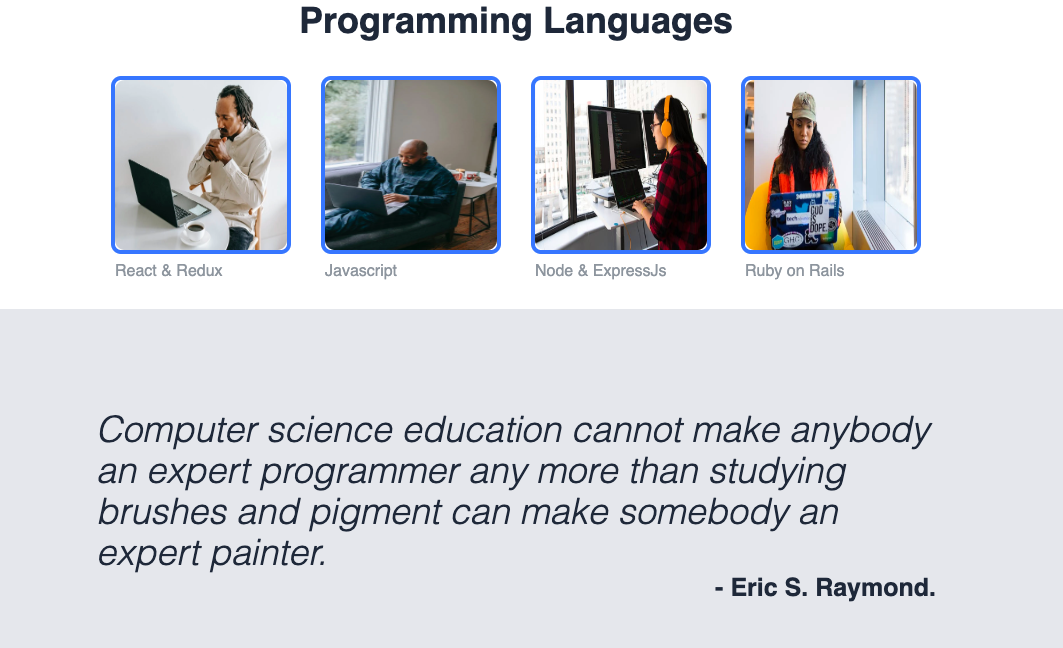 Programming Languages
React & Redux
Javascript
Node & ExpressJs
Ruby on Rails
Computer science education cannot make anybody
an expert programmer any more than studying
brushes and pigment can make somebody an
expert painter.
- Eric S. Raymond.